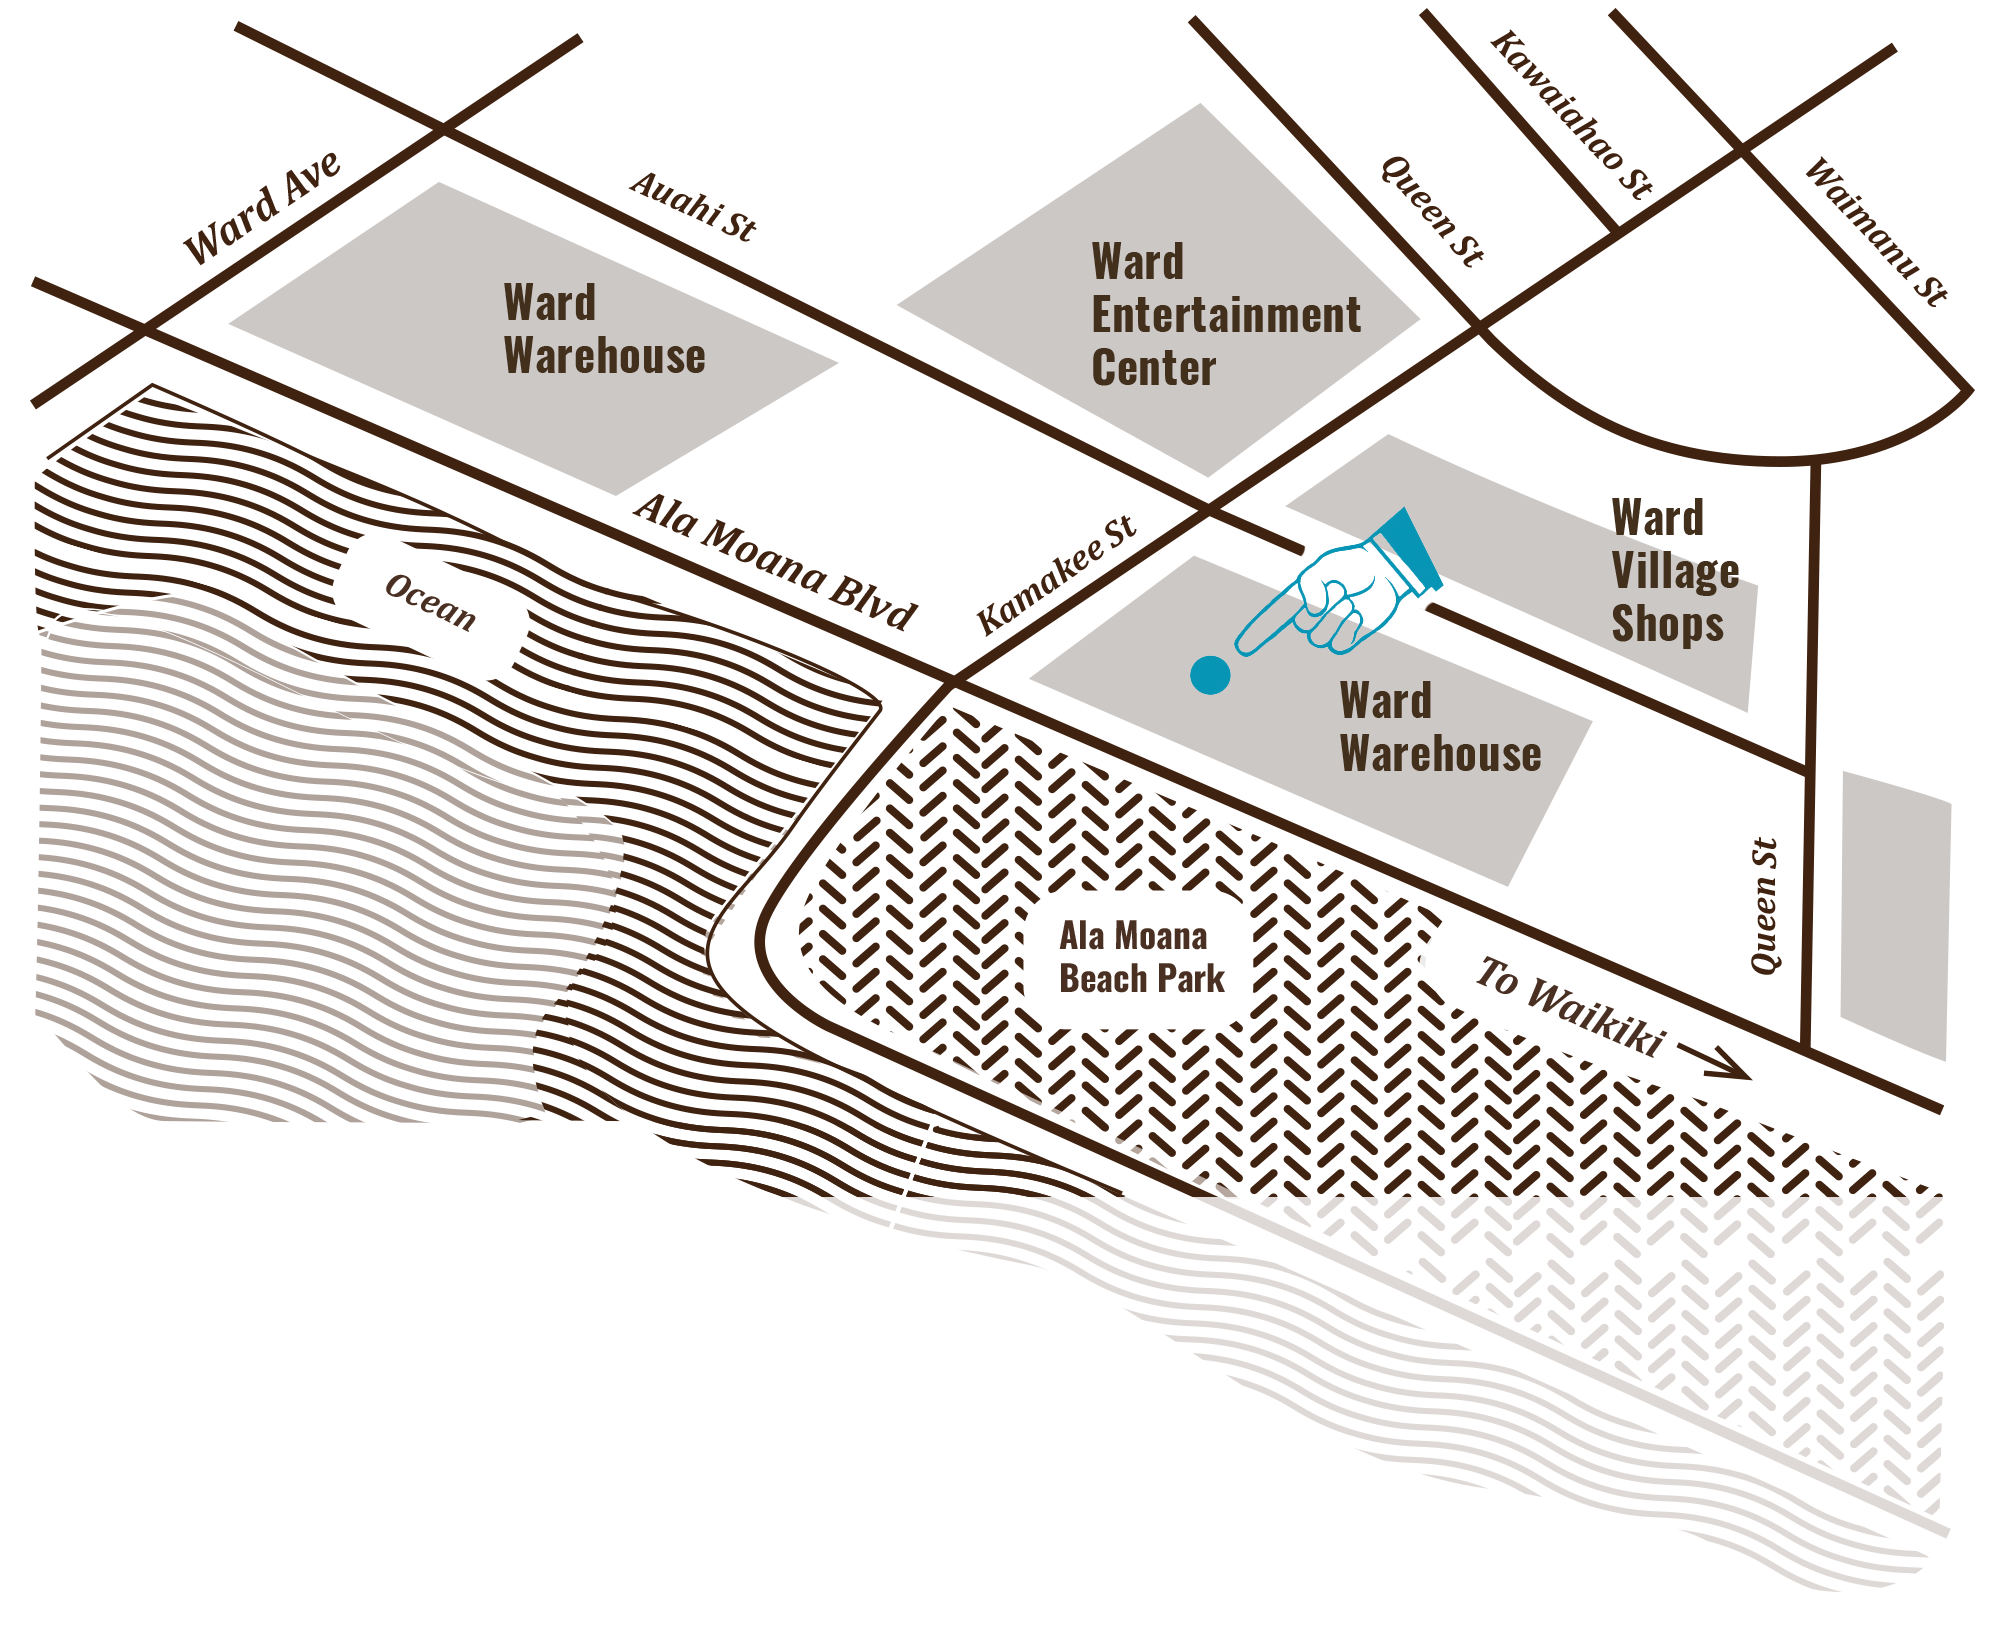 Kawaiahao St
Queen St
Waimanu St
Ward Ave
Auahi St
Ward
Entertainment
Center
Ward
Warehouse
Ala Moana Blvd
Kamakee St
Ward
Village
Shops
Ocean
Ward
Warehouse
Queen St
Ala Moana
Beach Park
To Waikiki